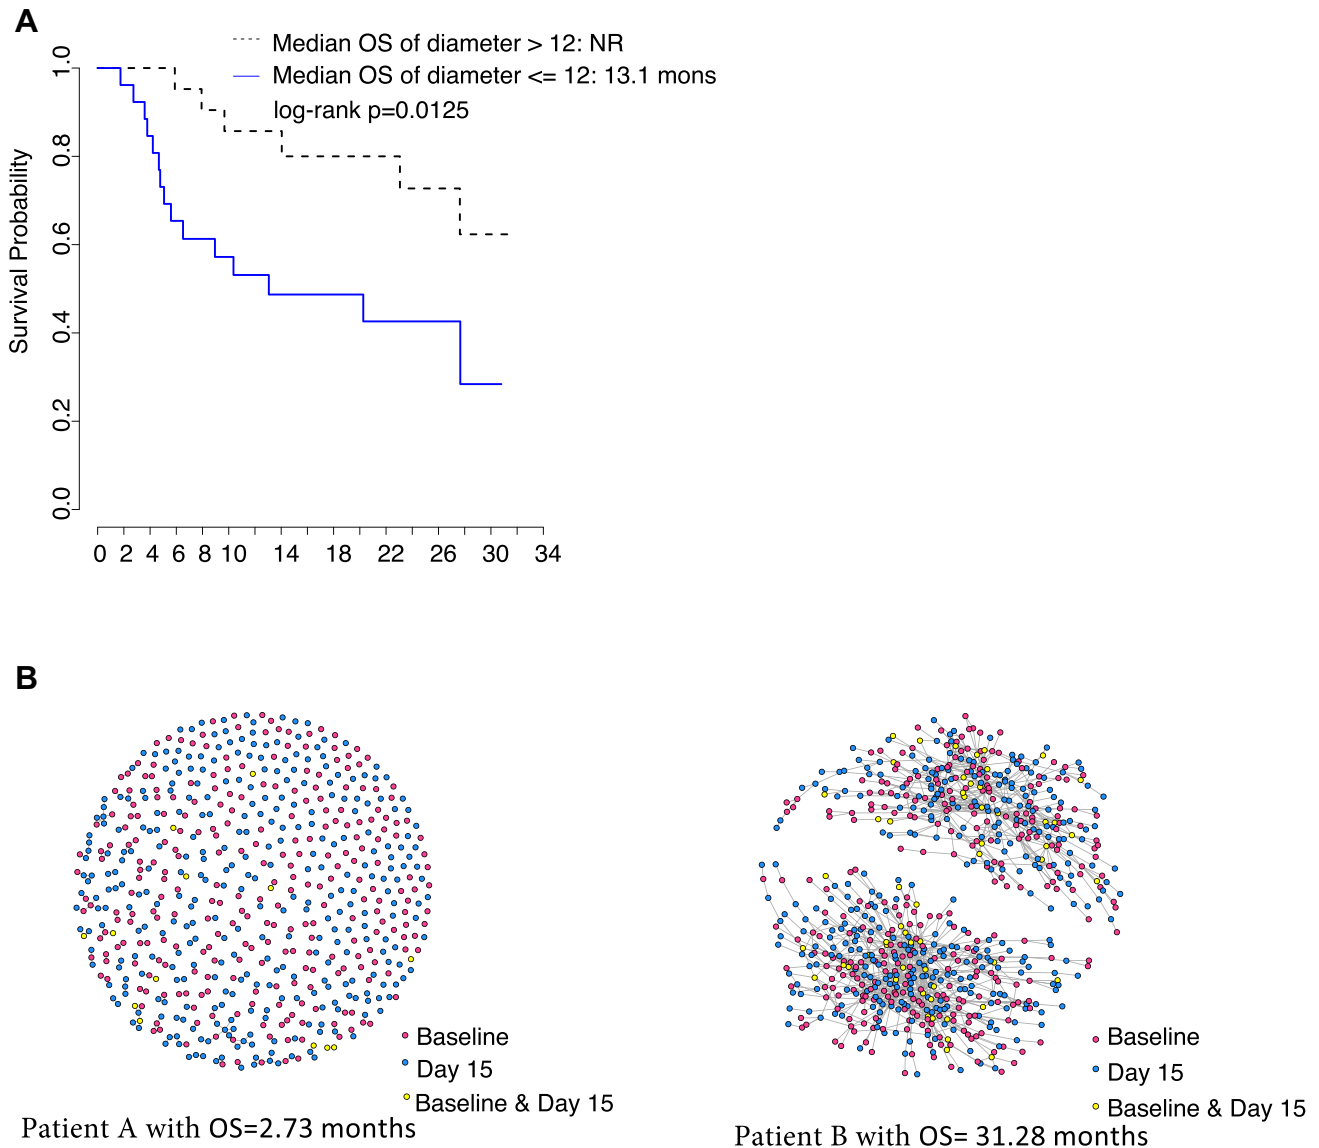 A
Median OS of diameter > 12: NR
Median OS of diameter <= 12: 13.1 mons
log-rank p=0.0125
Survival Probability
1.0
0.8
0.6
0.4
0.2
0.0
0 2 4 6 8 10 14 18 22 26 30 34
B
Baseline
Day 15
Baseline & Day 15
Patient A with OS=2.73 months
Baseline
Day 15
Baseline & Day 15
Patient B with OS= 31.28 months